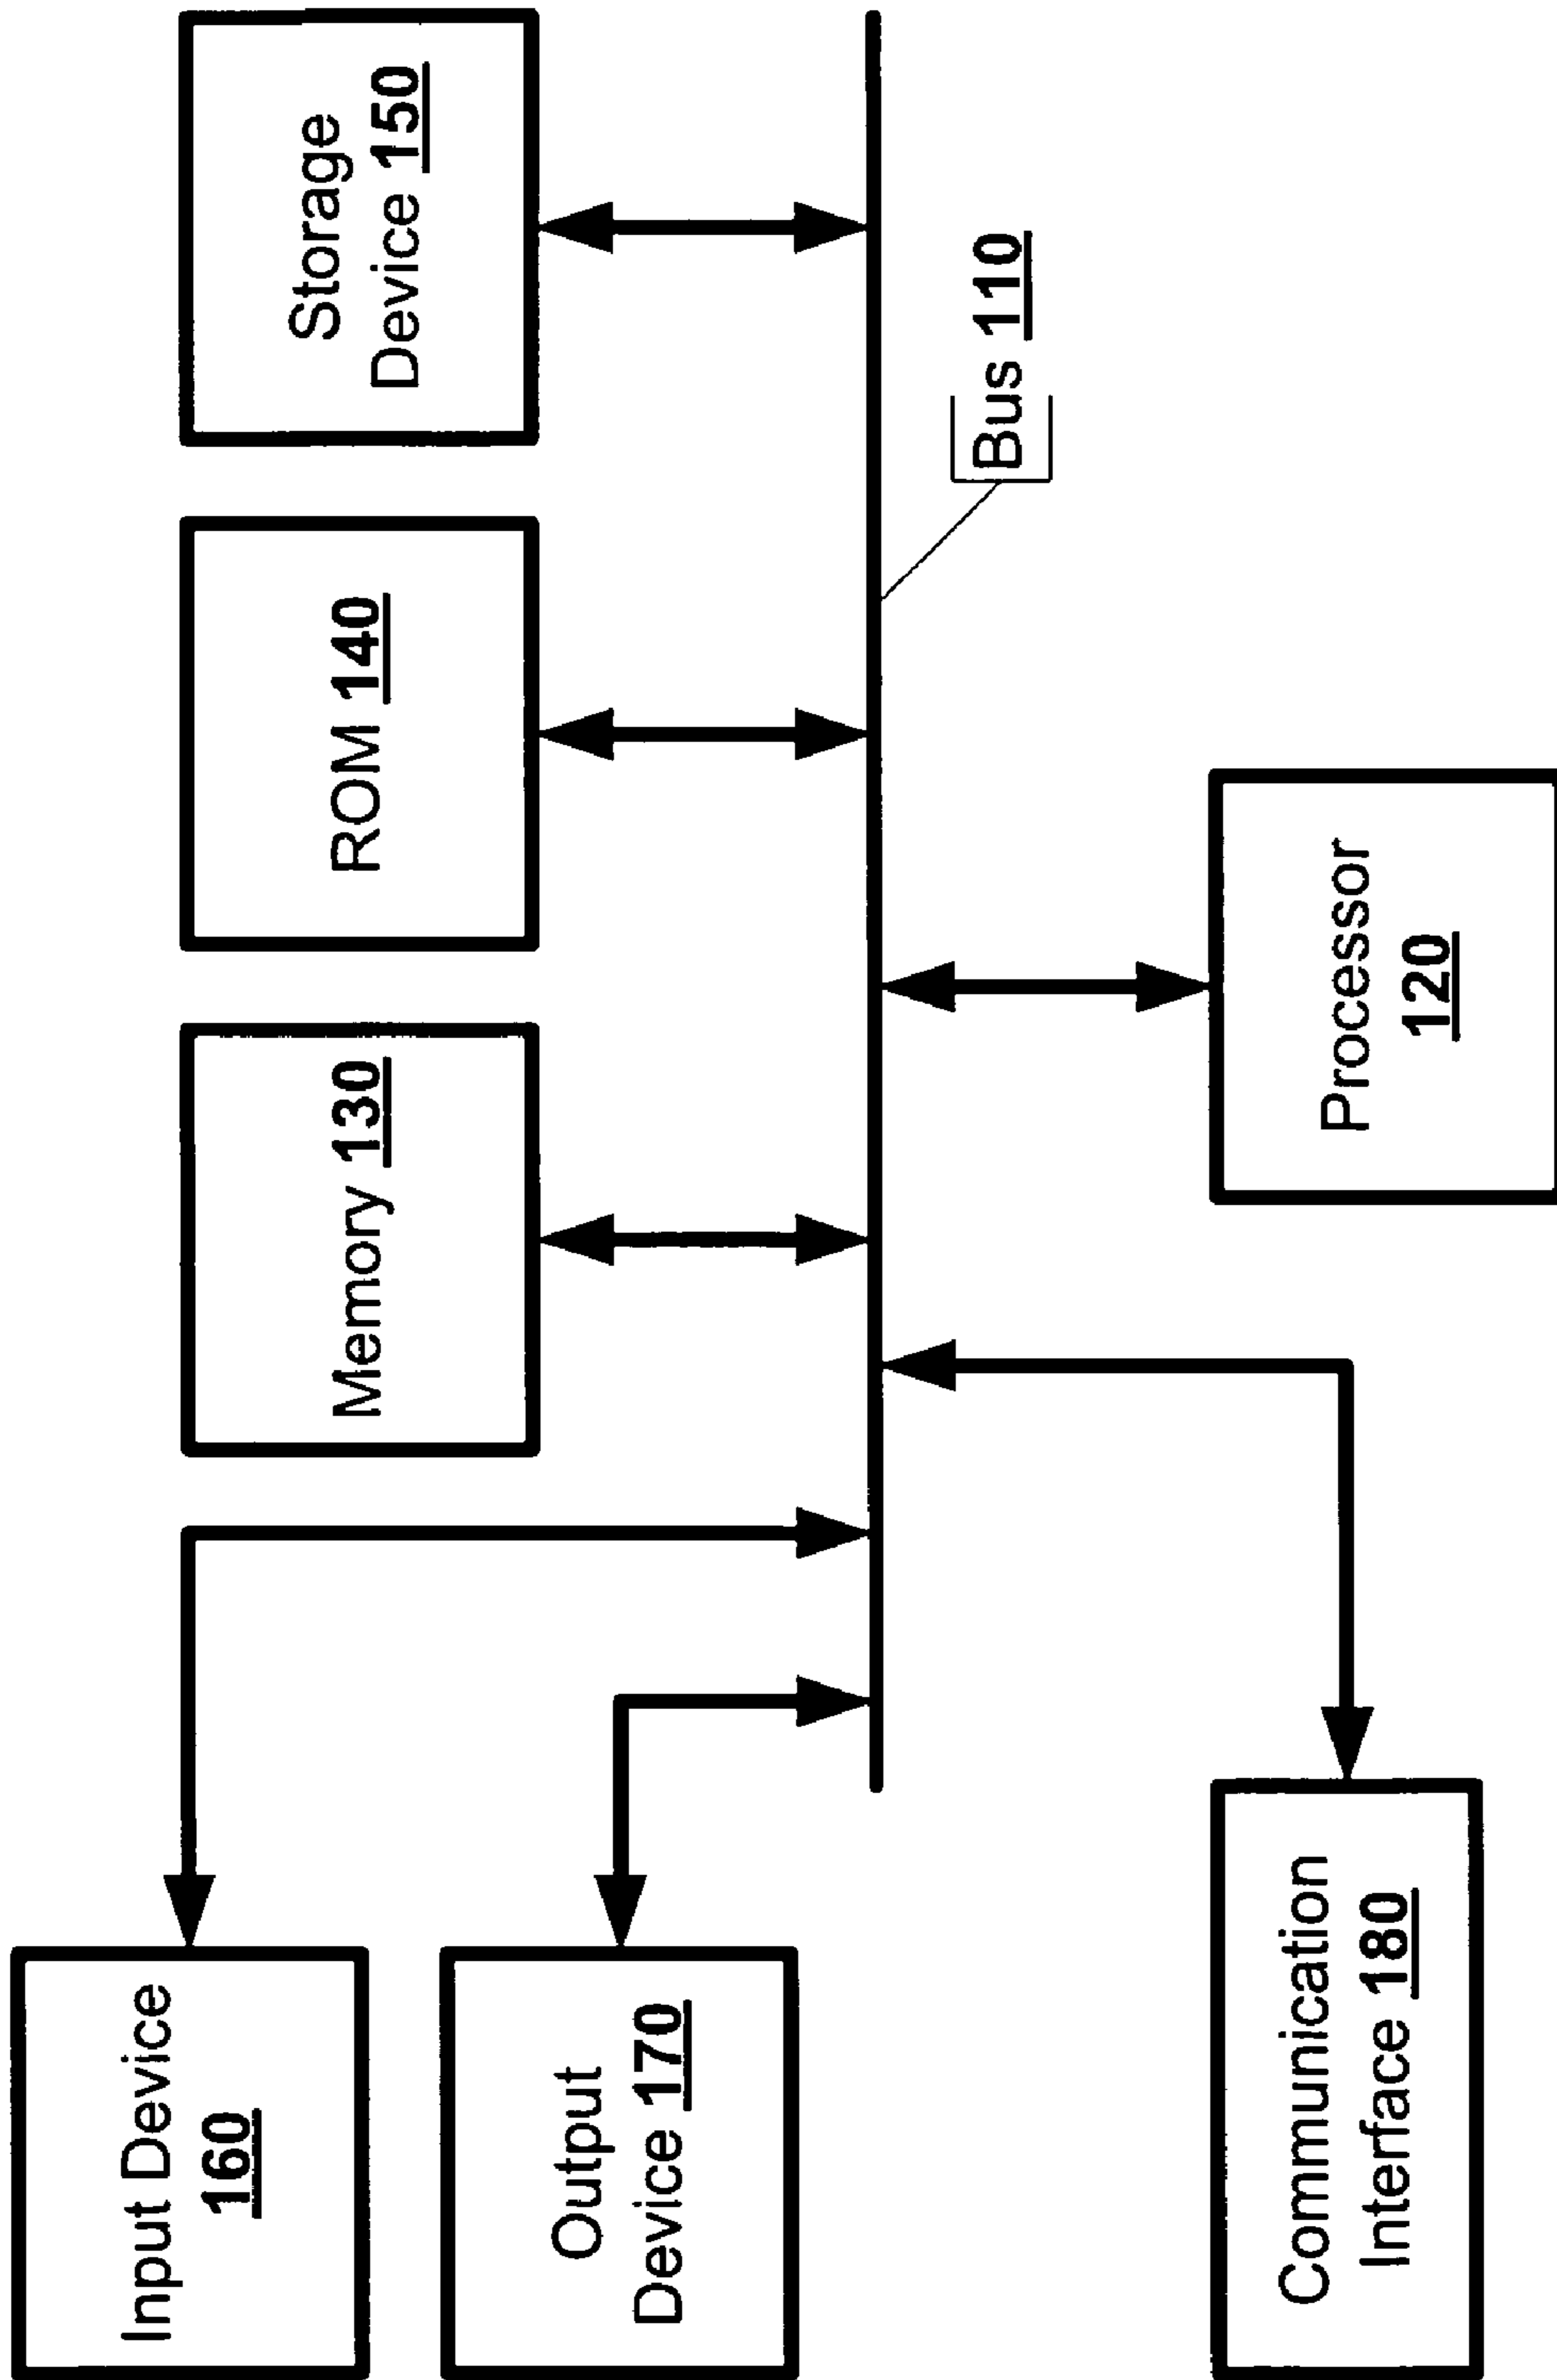 Input Device
160
Memory 130
ROM 140
Storage
Device 150
Output
Device 170
Bus 110
Communication
Interface 180
Processor
120